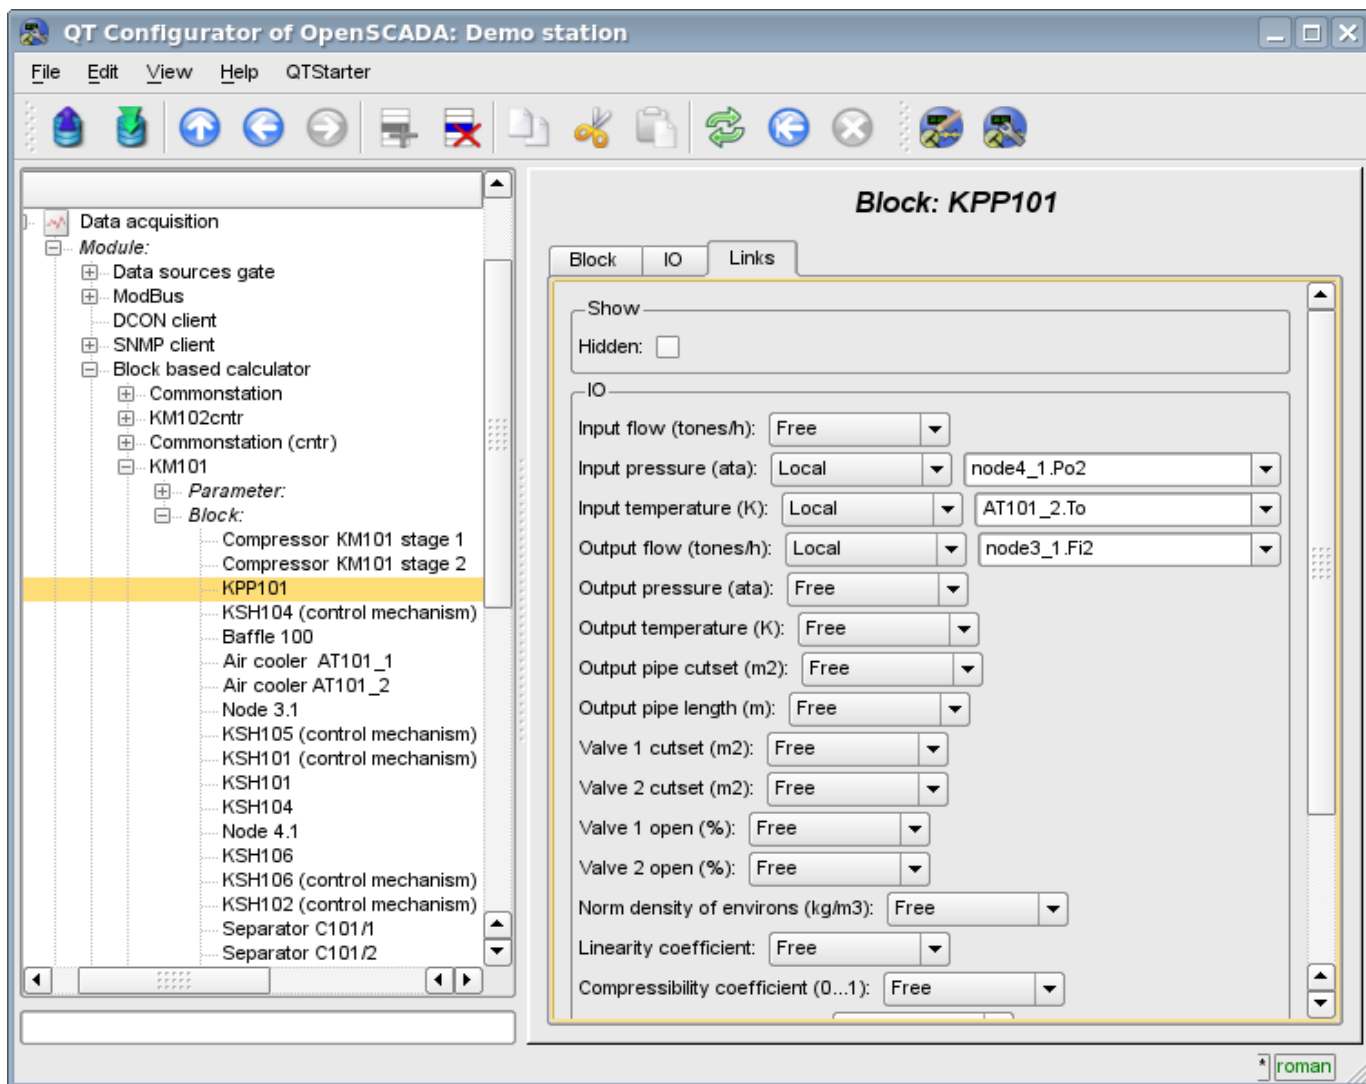 QT Configurator of OpenSCADA: Demo station
File Edit View Help QTStarter
Data acquisition
Module:
Data sources gate
ModBus
DCON client
SNMP client
Block based calculator
Commonstation
KM102cntr
Commonstation (cntr)
KM101
Parameter:
Block:
Compressor KM101 stage 1
Compressor KM101 stage 2
KPP101
KSH104 (control mechanism)
Baffle 100
Air cooler AT101_1
Air cooler AT101_2
Node 3.1
KSH105 (control mechanism)
KSH101 (control mechanism)
KSH101
KSH104
Node 4.1
KSH106
KSH106 (control mechanism)
KSH102 (control mechanism)
Separator C101/1
Separator C101/2
Block: KPP101
Block IO Links
Show
Hidden:
IO
Input flow (tones/h): Free
Input pressure (ata): Local node4_1.Po2
Input temperature (K): Local AT101_2.To
Output flow (tones/h): Local node3_1.Fi2
Output pressure (ata): Free
Output temperature (K): Free
Output pipe cutset (m2): Free
Output pipe length (m): Free
Valve 1 cutset (m2): Free
Valve 2 cutset (m2): Free
Valve 1 open (%): Free
Valve 2 open (%): Free
Norm density of environs (kg/m3): Free
Linearity coefficient: Free
Compressibility coefficient (0...1): Free
* roman